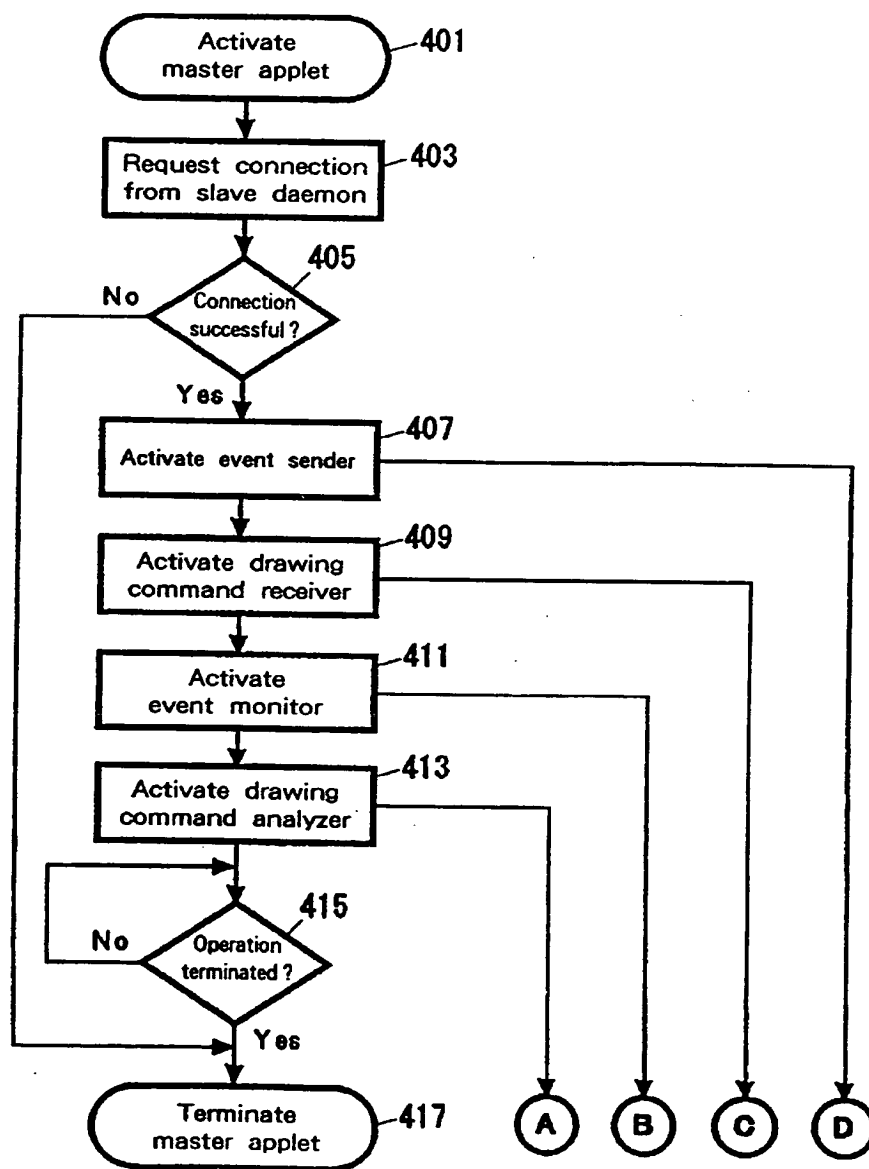 Activate
master applet
401
Request connection
from slave daemon
403
405
Connection
successful?
No
Yes
407
Activate event sender
409
Activate drawing
command receiver
411
Activate
event monitor
413
Activate drawing
command analyzer
415
Operation
terminated?
No
Yes
Terminate
master applet
417
A
B
C
D